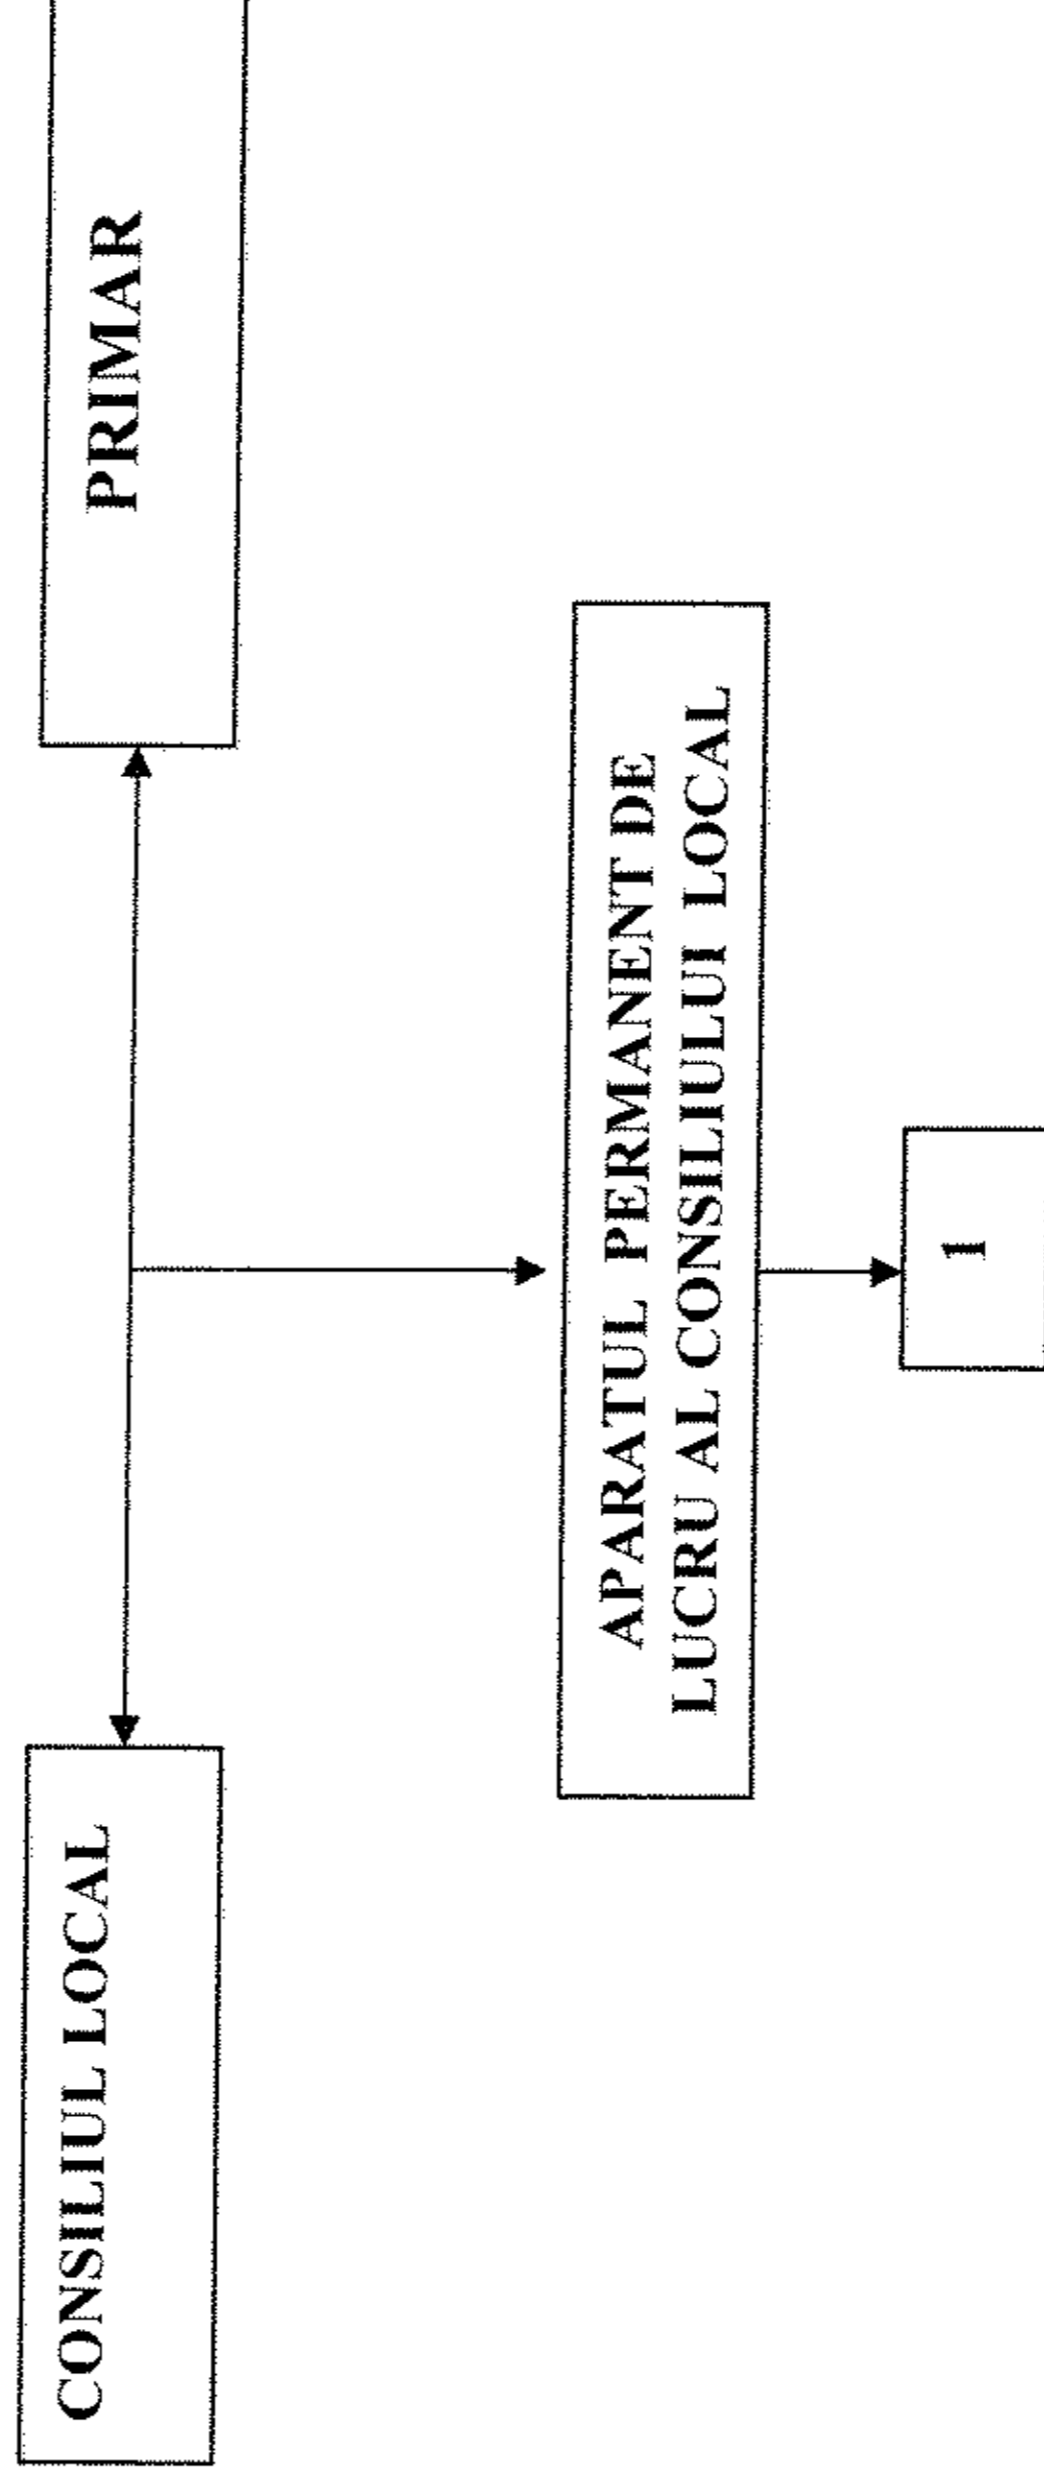 CONSILIUL LOCAL
PRIMAR
APARATUL PERMANENT DE
LUCRU AL CONSILIULUI LOCAL
1